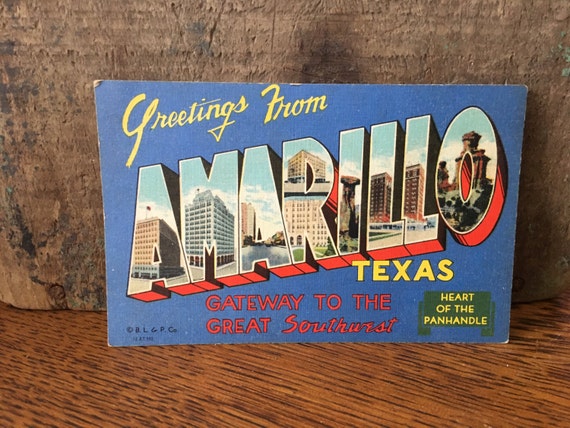 Greetings From
AMARILLO
TEXAS
GATEWAY TO THE
GREAT Southwest
HEART
OF THE
PANHANDLE
© B. L. & P. Co.